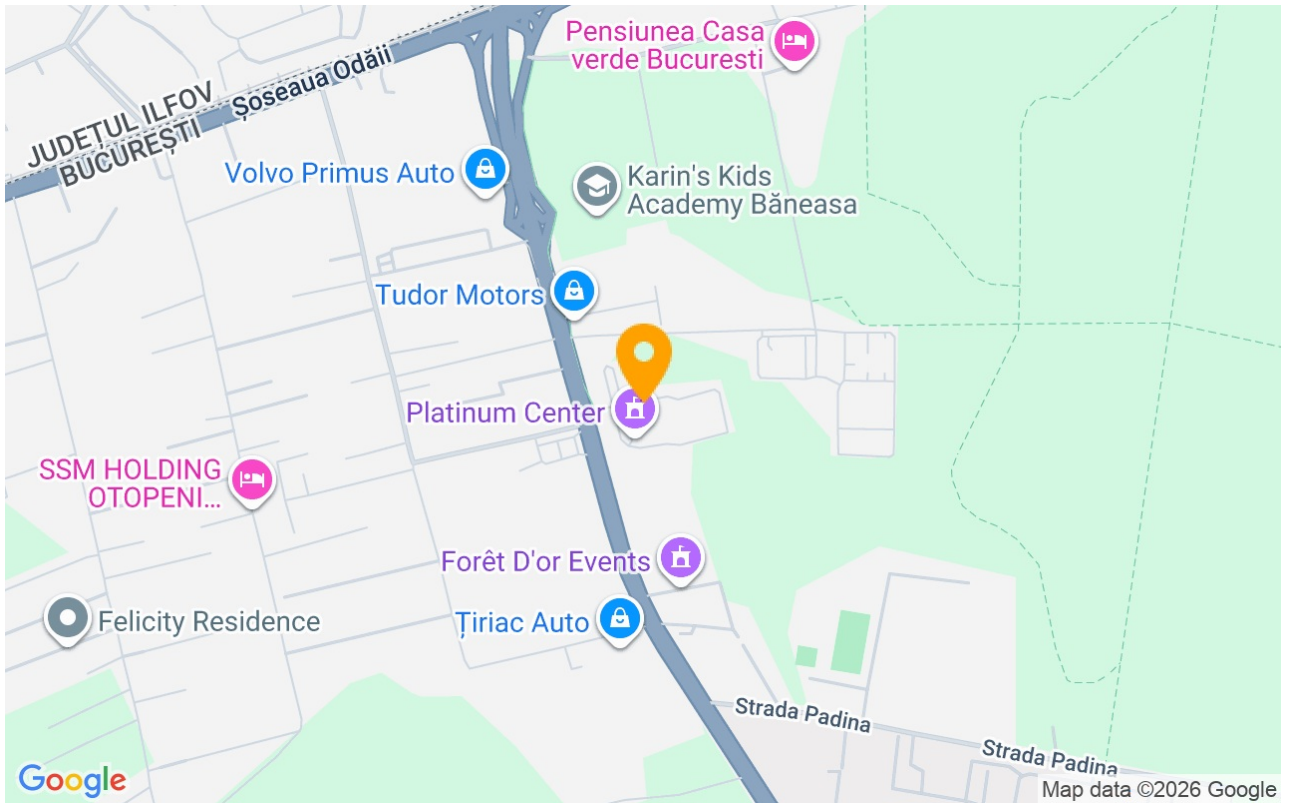 Pensiunea Casa
verde Bucuresti
Șoseaua Odăii
JUDEȚUL ILFOV
BUCUREȘTI
Volvo Primus Auto
Karin's Kids
Academy Băneasa
Tudor Motors
Platinum Center
SSM HOLDING
OTOPENI...
Forêt D'or Events
Felicity Residence
Țiriac Auto
Strada Padina
Strada Padina
Google
Map data ©2026 Google